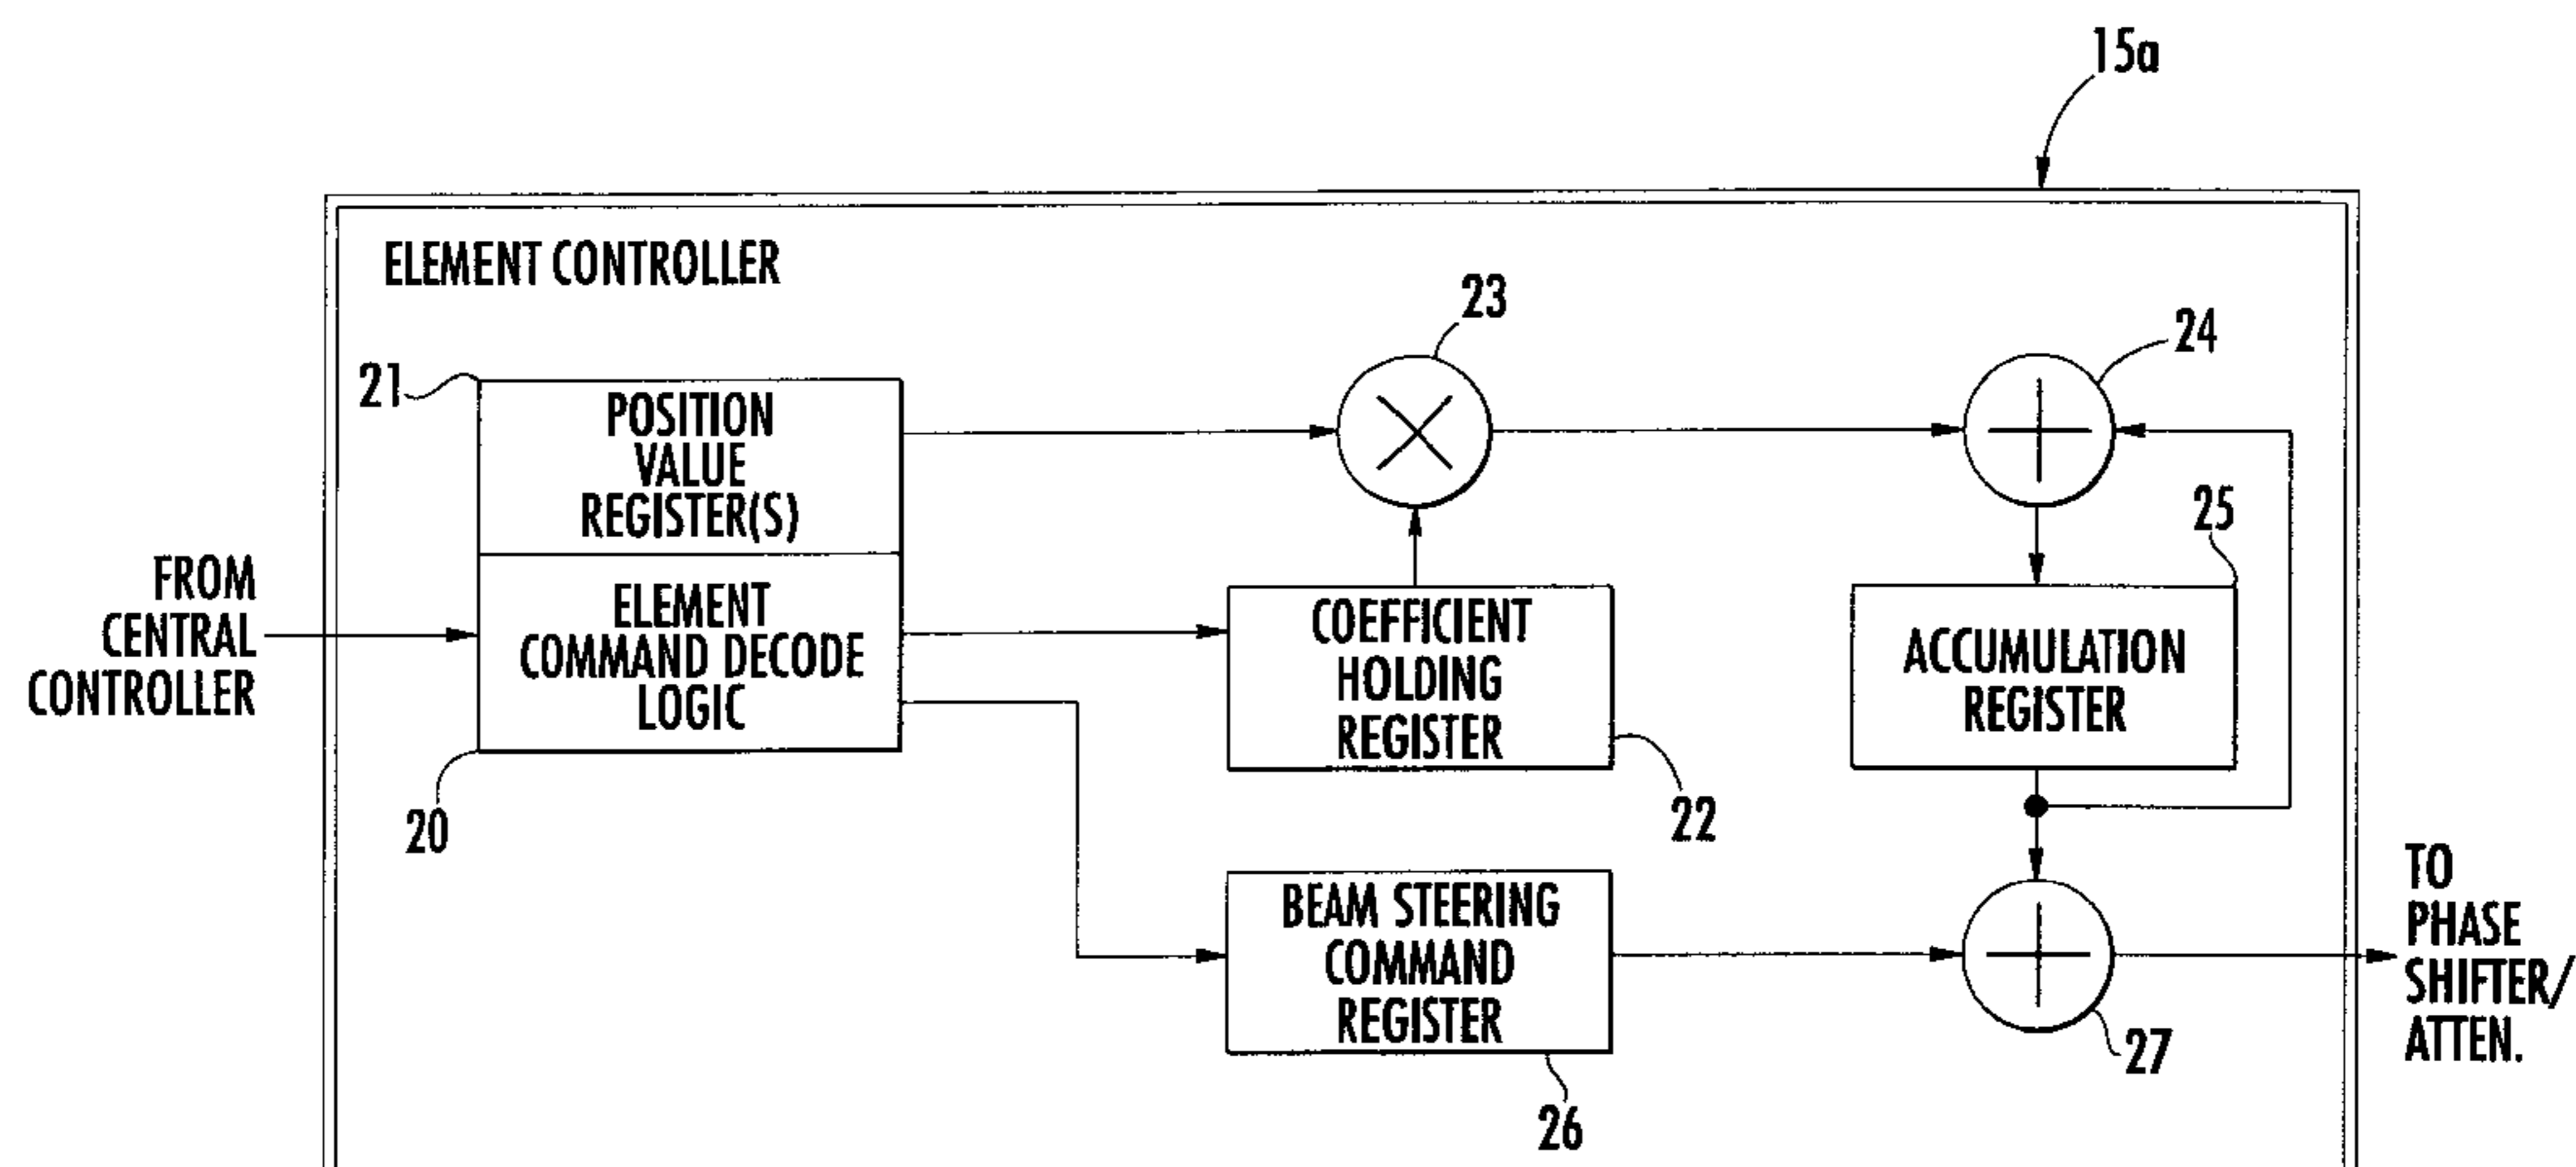 15a
ELEMENT CONTROLLER
23
24
21
POSITION
VALUE
REGISTER(S)
25
FROM
CENTRAL
CONTROLLER
ELEMENT
COMMAND DECODE
LOGIC
COEFFICIENT
HOLDING
REGISTER
ACCUMULATION
REGISTER
20
22
BEAM STEERING
COMMAND
REGISTER
TO
PHASE
SHIFTER/
ATTEN.
27
26